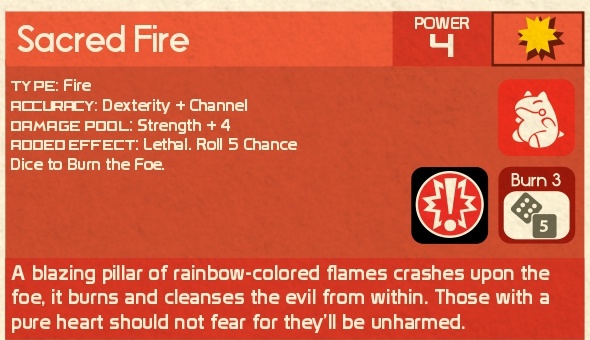 Sacred Fire
POWER
4
TYPE: Fire
ACCURACY: Dexterity + Channel
DAMAGE POOL: Strength + 4
ADDED EFFECT: Lethal. Roll 5 Chance
Dice to Burn the Foe.
Burn 3
5
A blazing pillar of rainbow-colored flames crashes upon the
foe, it burns and cleanses the evil from within. Those with a
pure heart should not fear for they'll be unharmed.